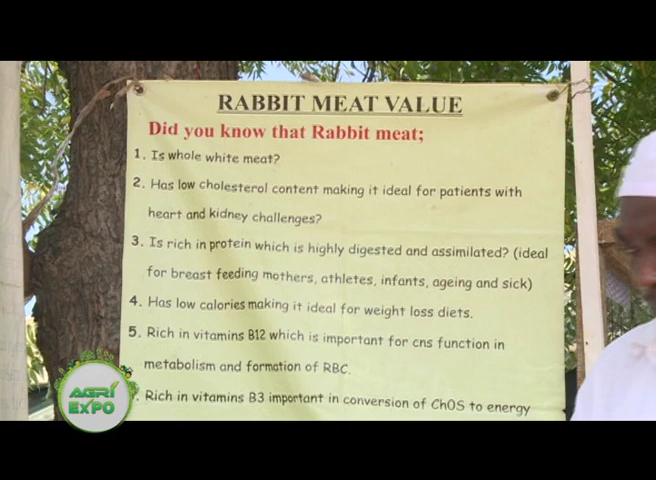 RABBIT MEAT VALUE
Did you know that Rabbit meat;
1. Is whole white meat?
2. Has low cholesterol content making it ideal for patients with
heart and kidney challenges?
3. Is rich in protein which is highly digested and assimilated? (ideal
for breast feeding mothers, athletes, infants, ageing and sick)
4. Has low calories making it ideal for weight loss diets.
5. Rich in vitamins B12 which is important for cns function in
metabolism and formation of RBC.
Rich in vitamins B3 important in conversion of ChOS to energy
AGRI
EXPO